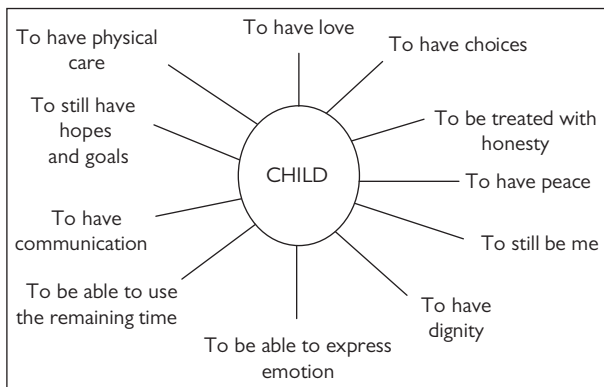 To have physical
care
To have love
To have choices
To still have
hopes
and goals
To be treated with
honesty
CHILD
To have peace
To have
communication
To still be me
To be able to use
the remaining time
To have
dignity
To be able to express
emotion